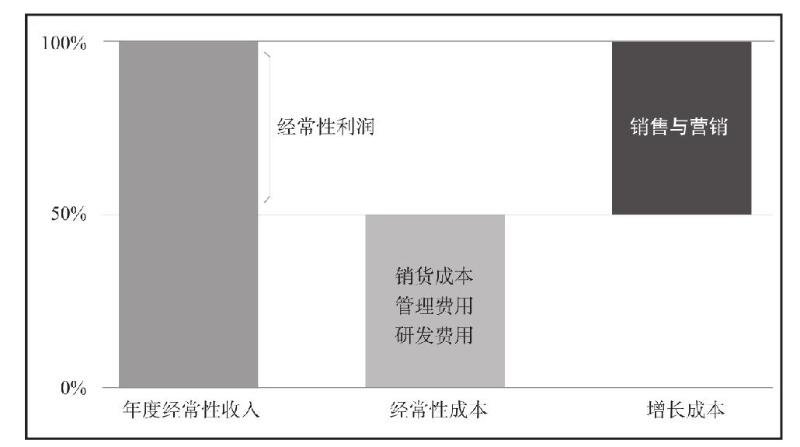 100%
经常性利润
销售与营销
50%
销货成本
管理费用
研发费用
0%
年度经常性收入
经常性成本
增长成本